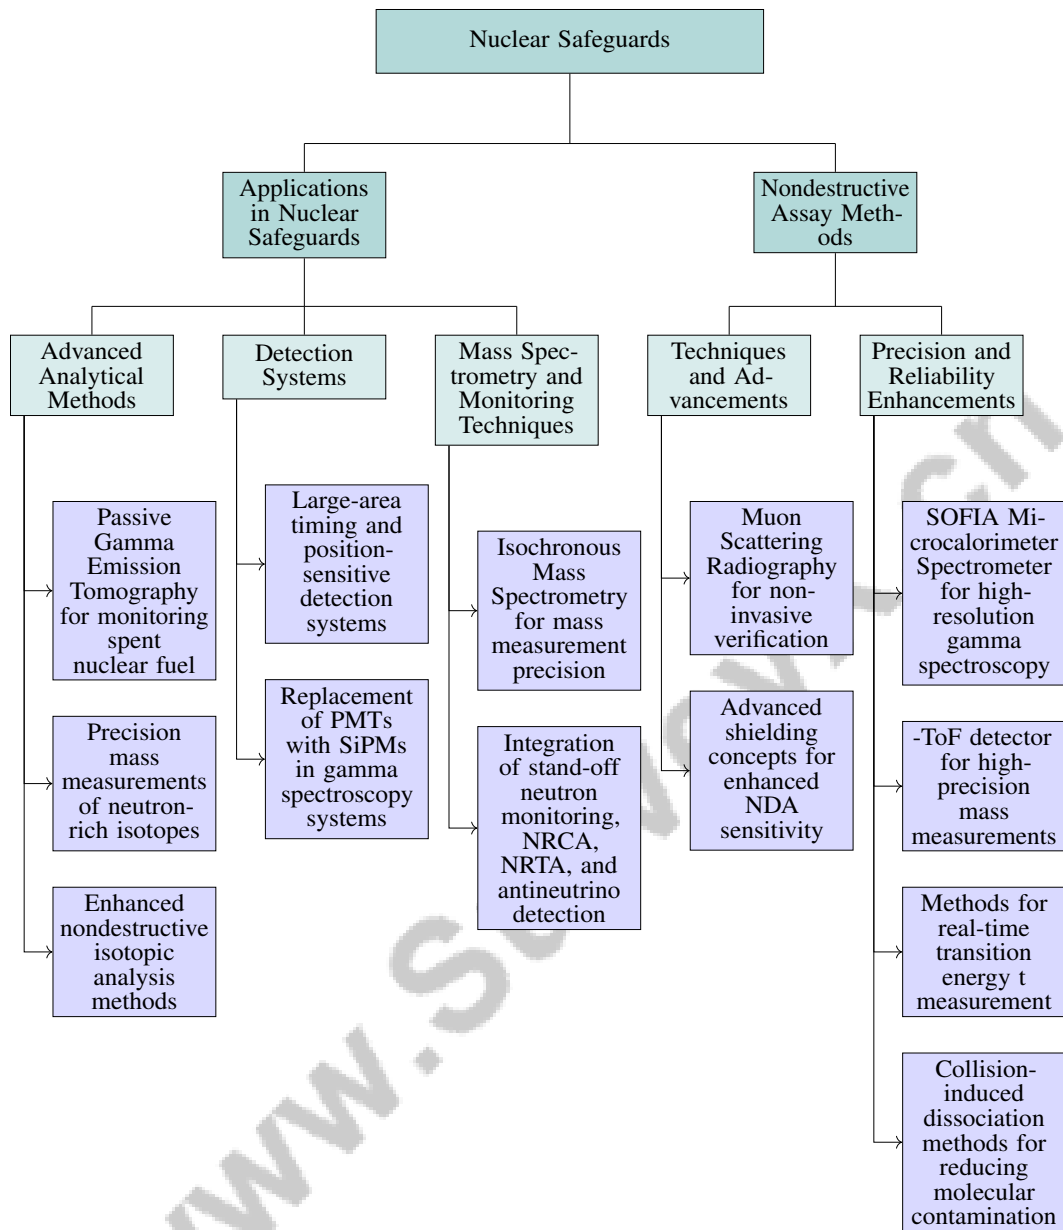 Nuclear Safeguards
Applications
in Nuclear
Safeguards
Nondestructive
Assay Meth-
ods
Advanced
Analytical
Methods
Detection
Systems
Mass Spec-
trometry and
Monitoring
Techniques
Techniques
and Ad-
vancements
Precision and
Reliability
Enhancements
Passive
Gamma
Emission
Tomography
for monitoring
spent
nuclear fuel
Precision
mass
measurements
of neutron-
rich isotopes
Enhanced
nondestructive
isotopic
analysis
methods
Large-area
timing and
position-
sensitive
detection
systems
Replacement
of PMTs
with SiPMs
in gamma
spectroscopy
systems
Isochronous
Mass
Spectrometry
for mass
measurement
precision
Integration
of stand-off
neutron
monitoring,
NRCA,
NRTA, and
antineutrino
detection
Muon
Scattering
Radiography
for non-
invasive
verification
Advanced
shielding
concepts for
enhanced
NDA
sensitivity
SOFIA Mi-
crocalorimeter
Spectrometer
for high-
resolution
gamma
spectroscopy
-ToF detector
for high-
precision
mass
measurements
Methods for
real-time
transition
energy t
measurement
Collision-
induced
dissociation
methods for
reducing
molecular
contamination